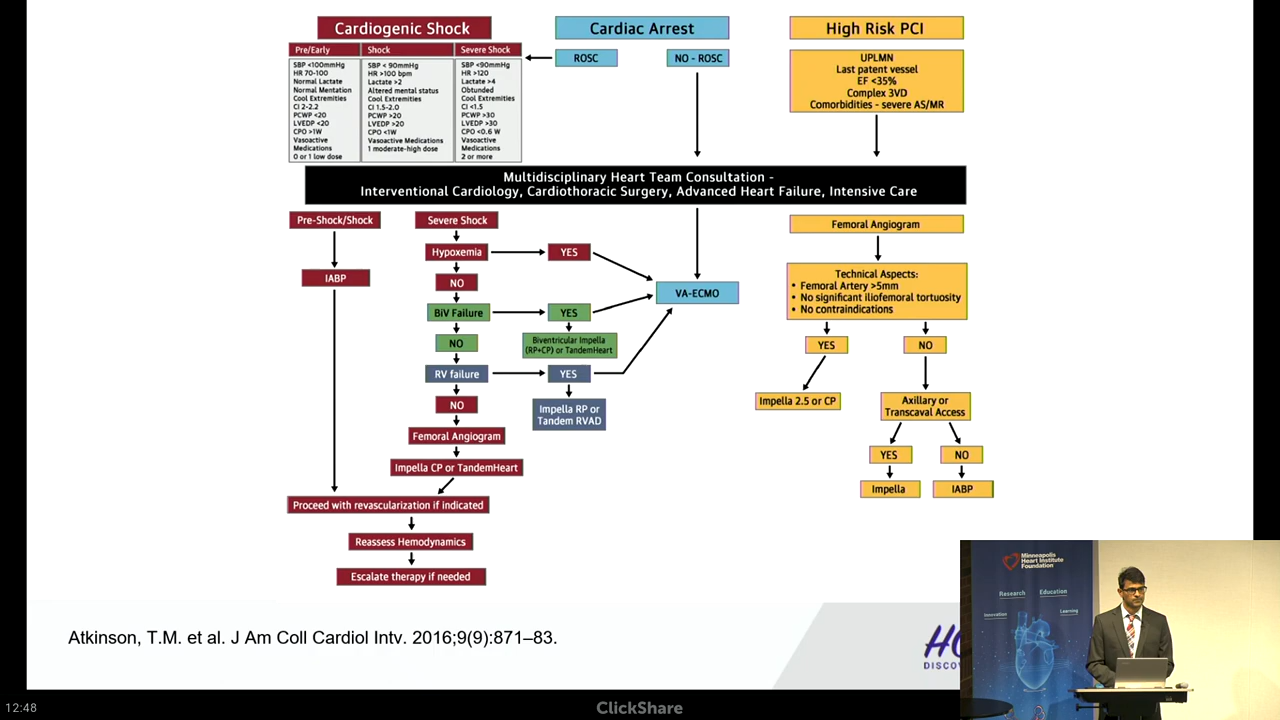 Cardiogenic Shock
Pre/Early
SBP <100mmHg
HR 70-100
Normal Lactate
Normal Mentation
Cool Extremities
CI 2-2.2
PCWP <20
LVEDP <20
CPO >1W
Vasoactive
Medications
0 or 1 low dose
Shock
SBP < 90mmHg
HR >100 bpm
Lactate >2
Altered mental status
Cool Extremities
CI 1.5-2.0
PCWP >20
LVEDP >20
CPO <1W
Vasoactive Medications
1 moderate-high dose
Severe Shock
SBP <90mmHg
HR >120
Lactate >4
Obtunded
Cool Extremities
CI <1.5
PCWP >30
LVEDP >30
CPO <0.6 W
Vasoactive
Medications
2 or more
Cardiac Arrest
ROSC
NO - ROSC
High Risk PCI
UPLMN
Last patent vessel
EF <35%
Complex 3VD
Comorbidities - severe AS/MR
Multidisciplinary Heart Team Consultation -
Interventional Cardiology, Cardiothoracic Surgery, Advanced Heart Failure, Intensive Care
Pre-Shock/Shock
IABP
Severe Shock
Hypoxemia
YES
NO
BiV Failure
YES
Biventricular Impella
(RP+CP) or TandemHeart
NO
RV failure
YES
Impella RP or
Tandem RVAD
NO
Femoral Angiogram
Impella CP or TandemHeart
Proceed with revascularization if indicated
Reassess Hemodynamics
Escalate therapy if needed
VA-ECMO
Femoral Angiogram
Technical Aspects:
• Femoral Artery >5mm
• No significant iliofemoral tortuosity
• No contraindications
YES
NO
Impella 2.5 or CP
Axillary or
Transcaval Access
YES
NO
Impella
IABP
Atkinson, T.M. et al. J Am Coll Cardiol Intv. 2016;9(9):871–83.
Minneapolis
Heart Institute
Foundation
Research
Education
Innovation
Learning
12:48
ClickShare